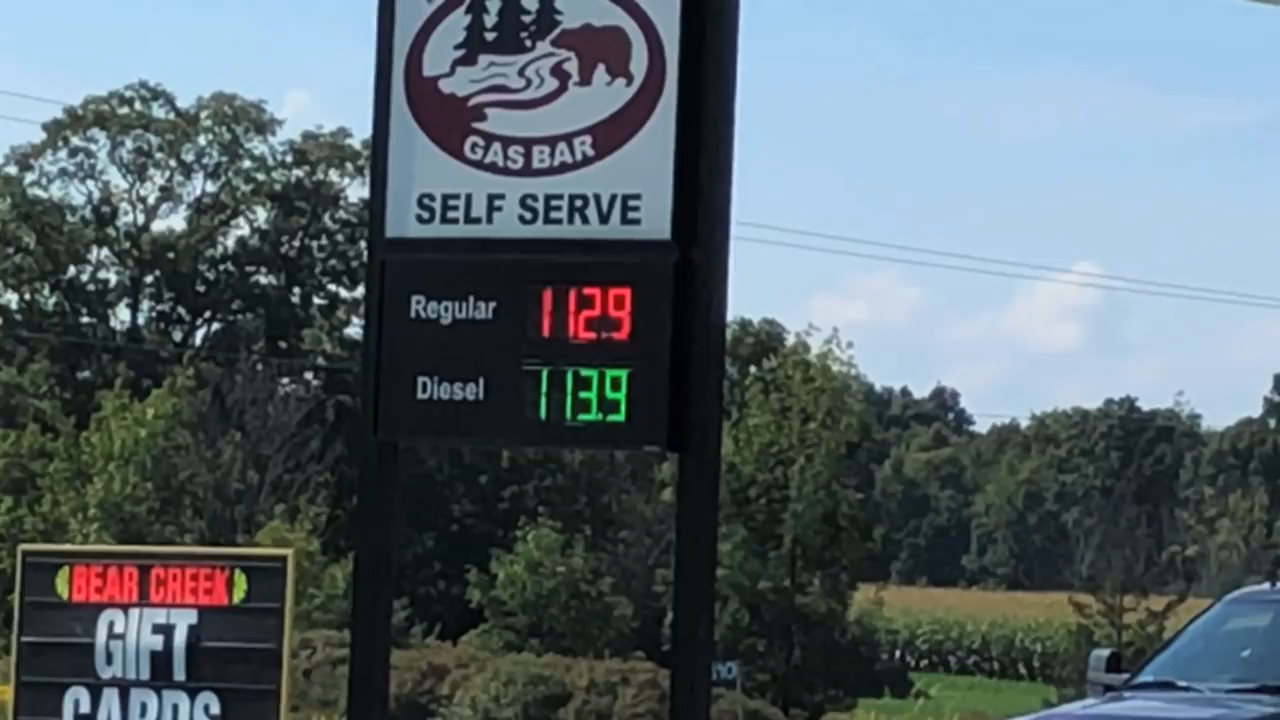 GAS BAR
SELF SERVE
Regular 112.9
Diesel 113.9
BEAR CREEK
GIFT
CARDS